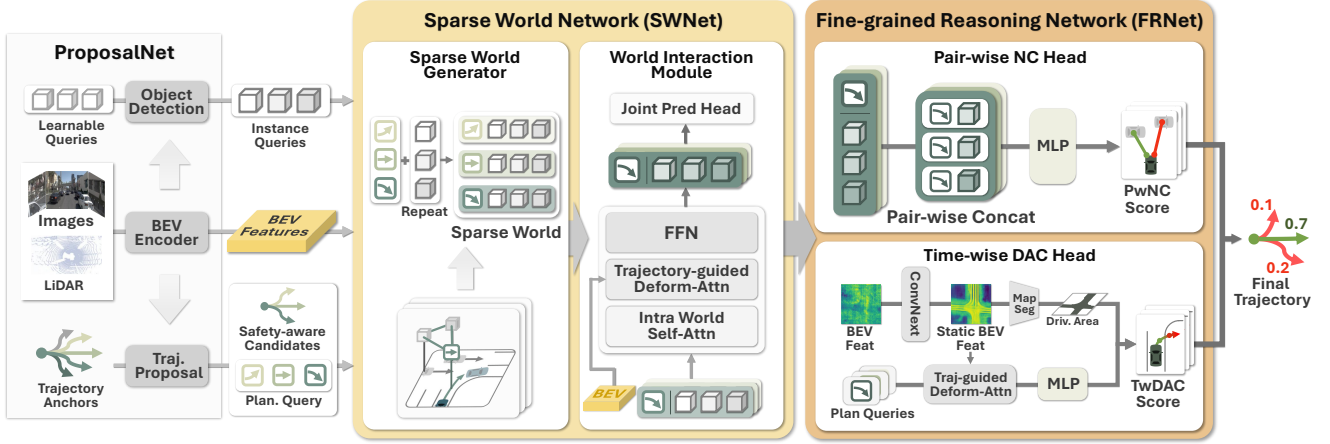 ProposalNet
Object
Detection
Learnable
Queries
Instance
Queries
Images
LiDAR
BEV
Encoder
BEV
Features
Trajectory
Anchors
Traj.
Proposal
Safety-aware
Candidates
Plan. Query
Sparse World Network (SWNet)
Sparse World
Generator
+
Repeat
Sparse World
World Interaction
Module
Joint Pred Head
FFN
Trajectory-guided
Deform-Attn
Intra World
Self-Attn
BEV
Fine-grained Reasoning Network (FRNet)
Pair-wise NC Head
Pair-wise Concat
MLP
PwNC
Score
Time-wise DAC Head
BEV
Feat
ConvNext
Static BEV
Feat
Map
Seg
Driv. Area
Plan Queries
Traj-guided
Deform-Attn
MLP
TwDAC
Score
0.1
0.7
0.2
Final
Trajectory